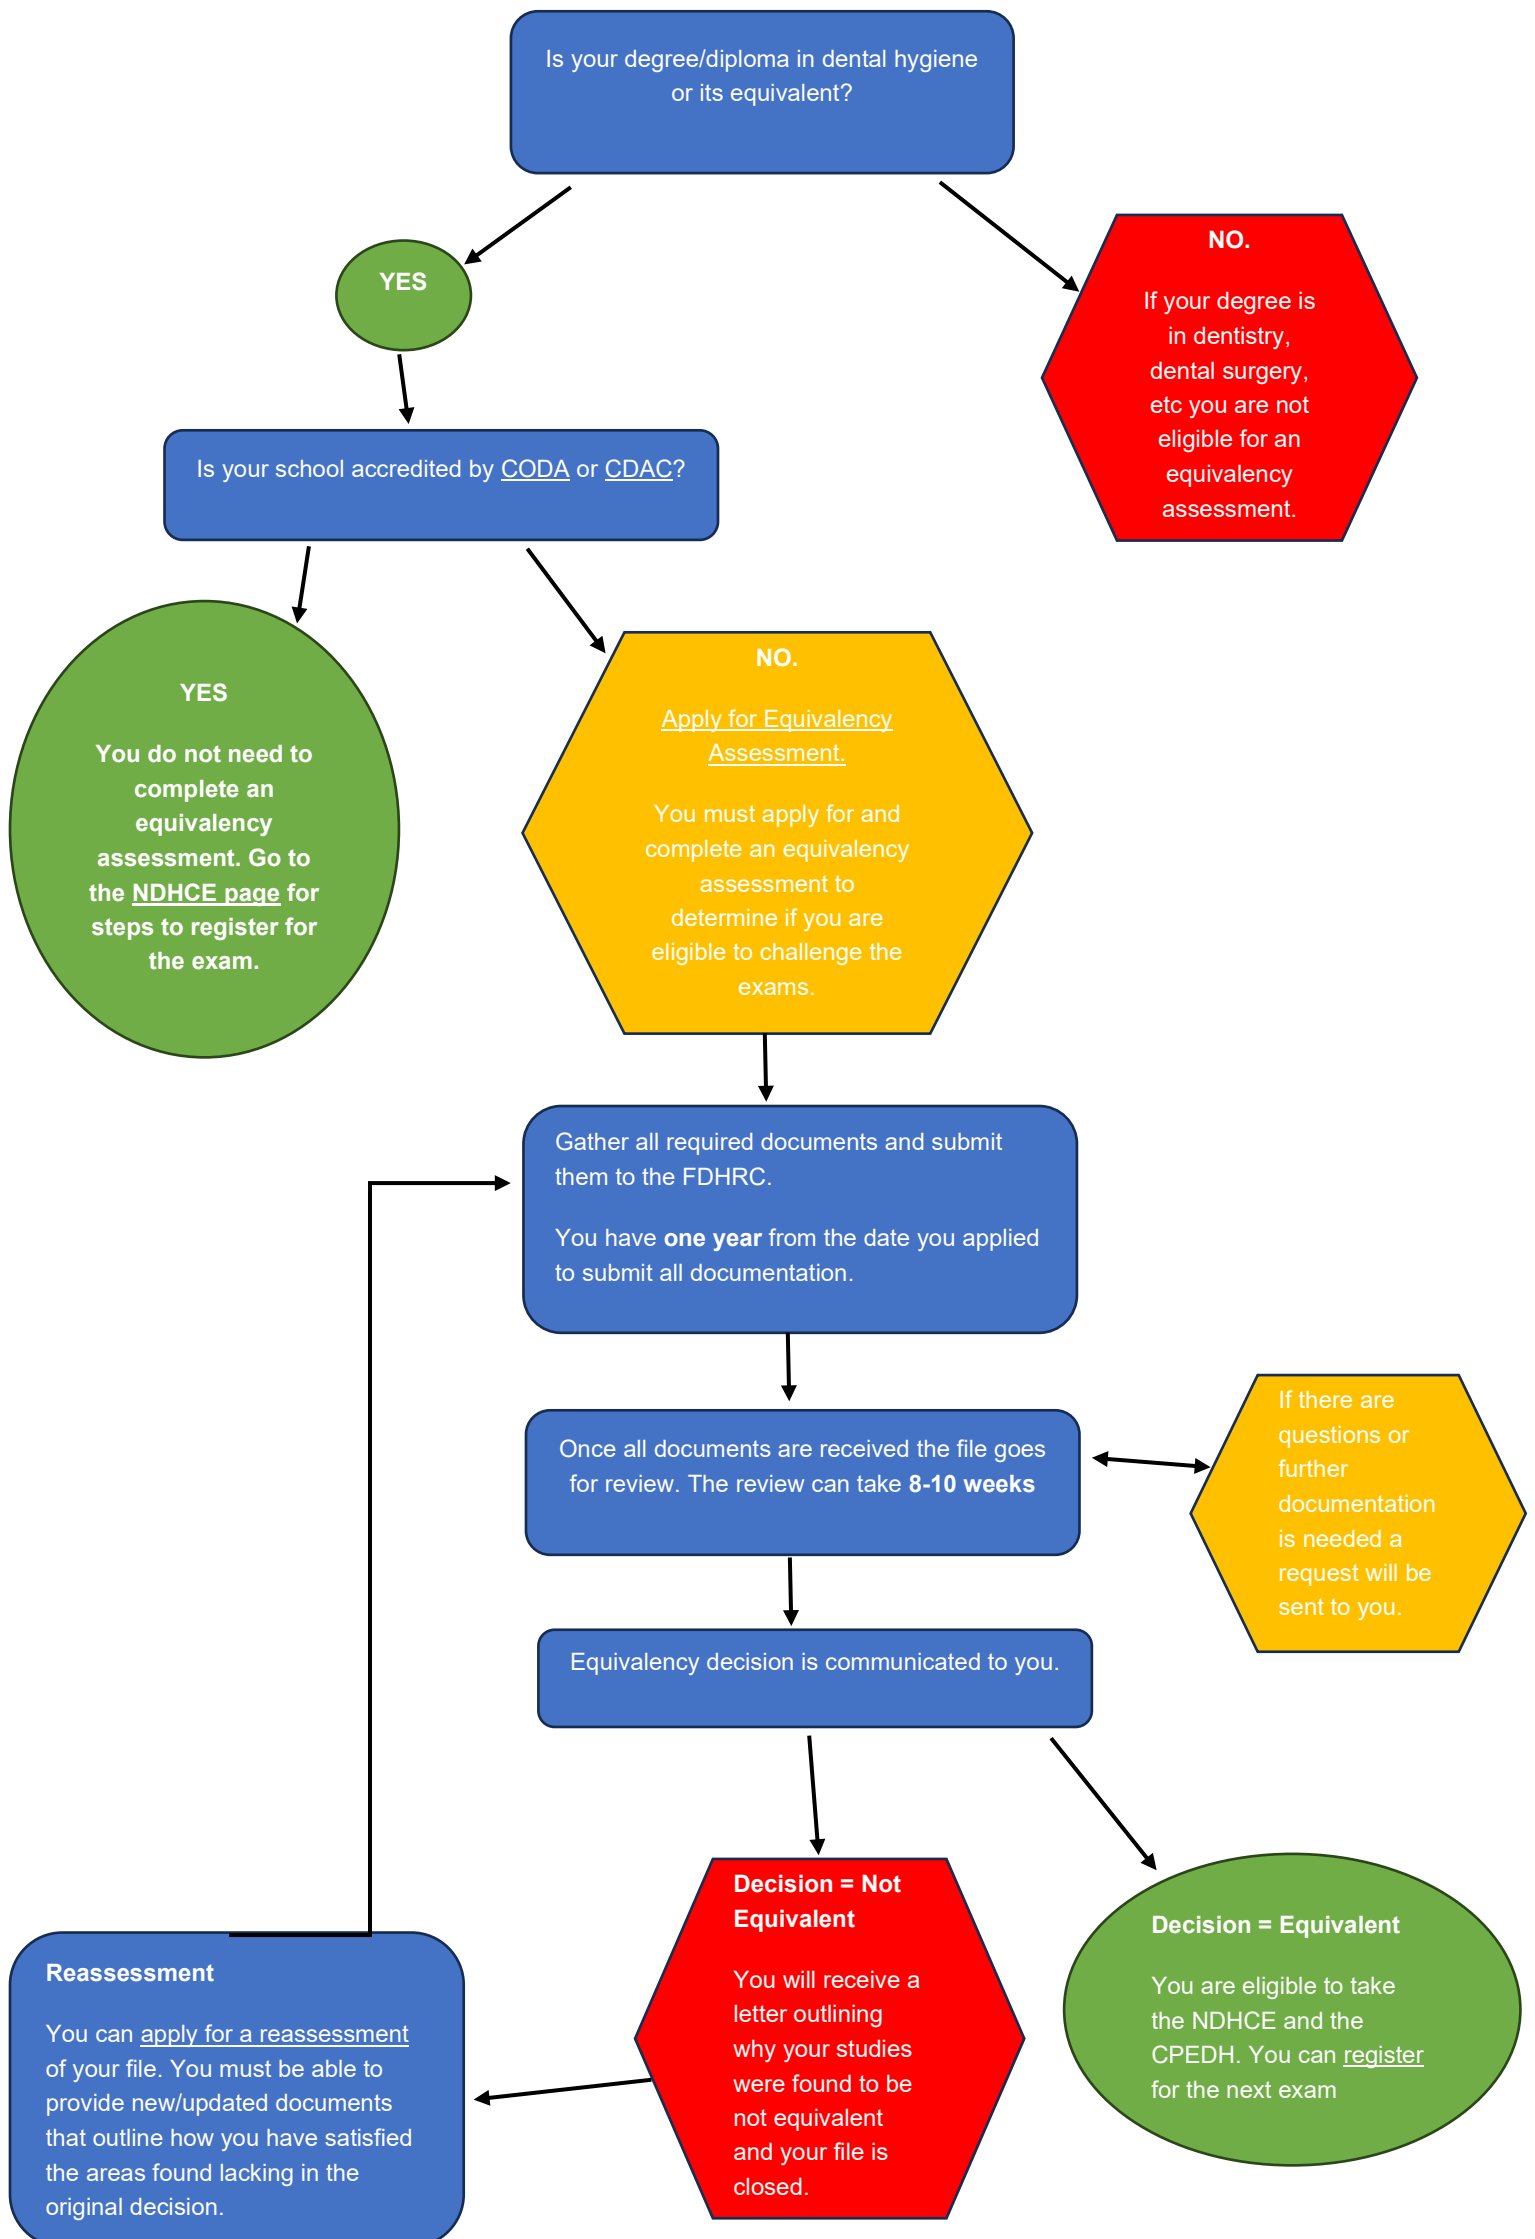 Is your degree/diploma in dental hygiene
or its equivalent?
YES
NO.
If your degree is
in dentistry,
dental surgery,
etc you are not
eligible for an
equivalency
assessment.
Is your school accredited by CODA or CDAC?
YES
You do not need to
complete an
equivalency
assessment. Go to
the NDHCE page for
steps to register for
the exam.
NO.
Apply for Equivalency
Assessment.
You must apply for and
complete an equivalency
assessment to
determine if you are
eligible to challenge the
exams.
Gather all required documents and submit
them to the FDHRC.
You have one year from the date you applied
to submit all documentation.
Once all documents are received the file goes
for review. The review can take 8-10 weeks
If there are
questions or
further
documentation
is needed a
request will be
sent to you.
Equivalency decision is communicated to you.
Decision = Not
Equivalent
You will receive a
letter outlining
why your studies
were found to be
not equivalent
and your file is
closed.
Decision = Equivalent
You are eligible to take
the NDHCE and the
CPEDH. You can register
for the next exam
Reassessment
You can apply for a reassessment
of your file. You must be able to
provide new/updated documents
that outline how you have satisfied
the areas found lacking in the
original decision.